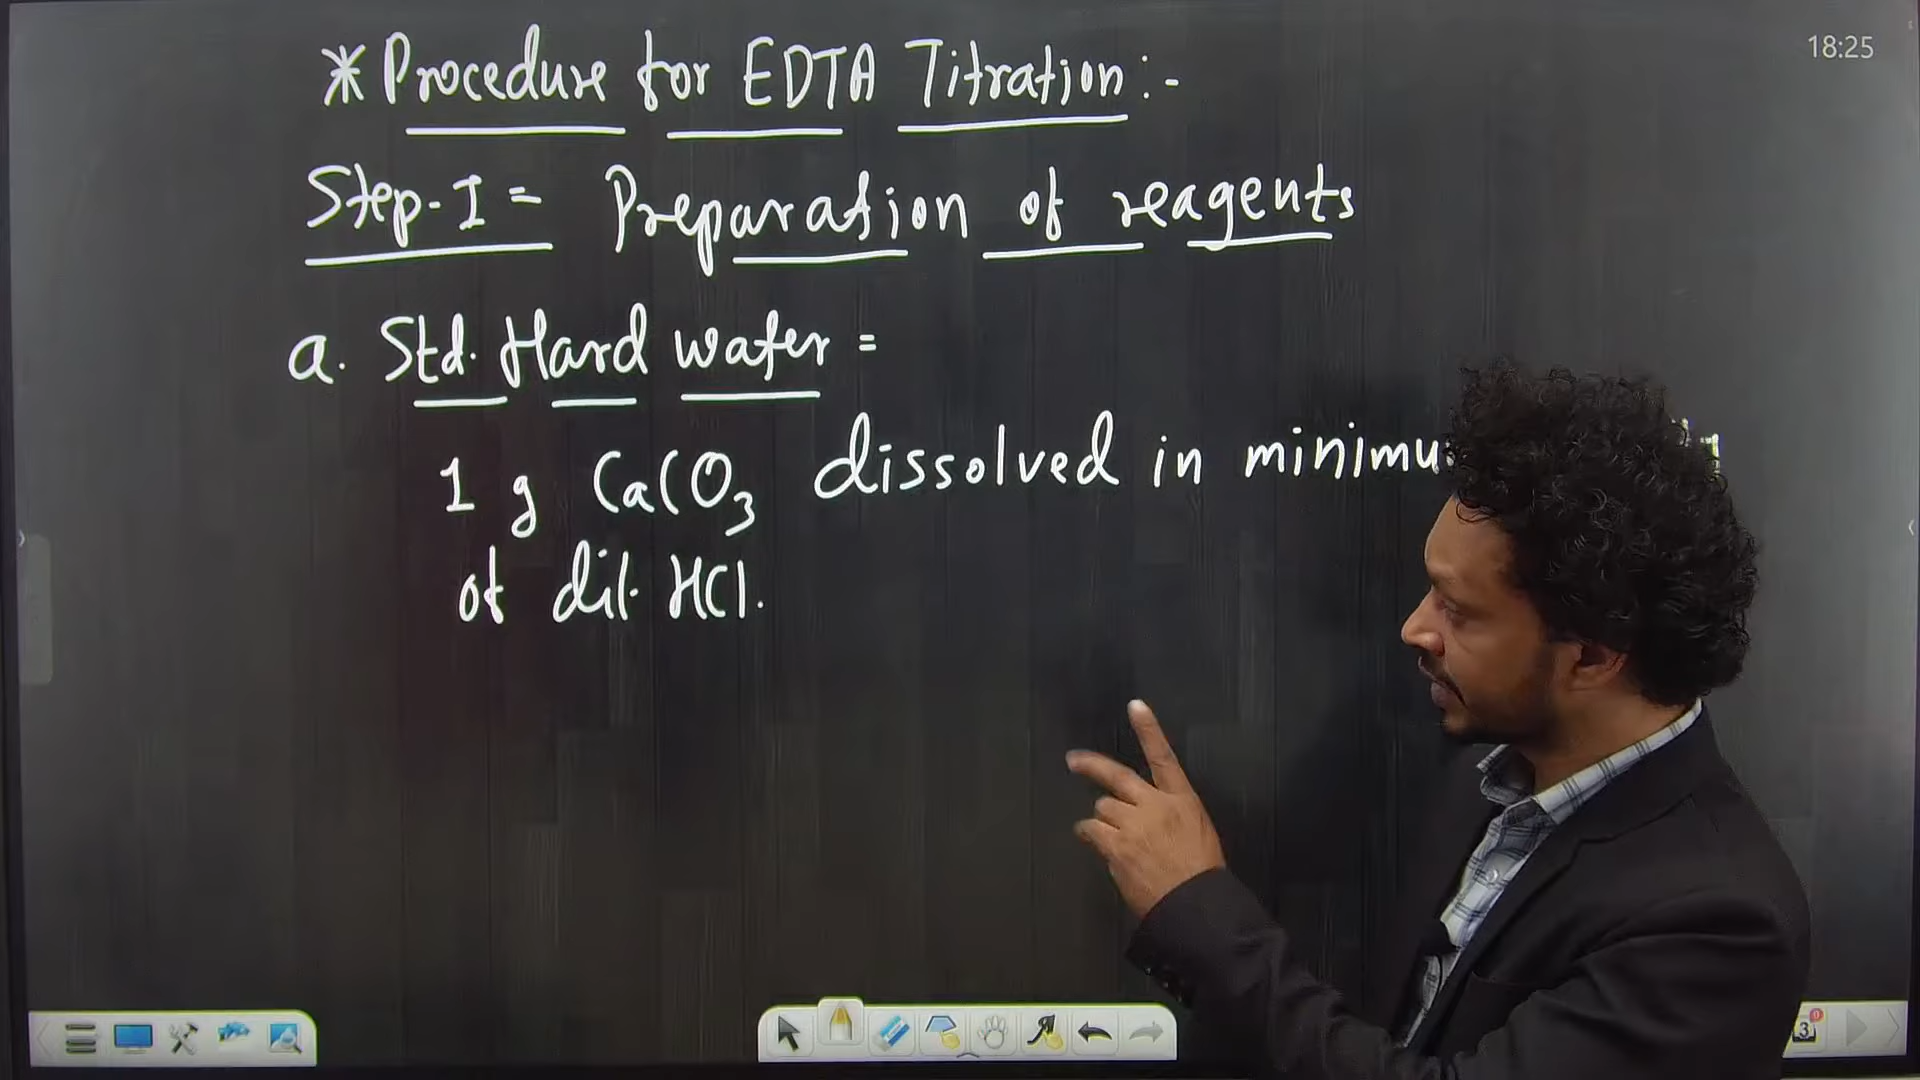 18:25
* Procedure for EDTA Titration:-
Step-I = Preparation of reagents
a. Std. Hard water =
1 g CaCO3 dissolved in
of dil. HCl.